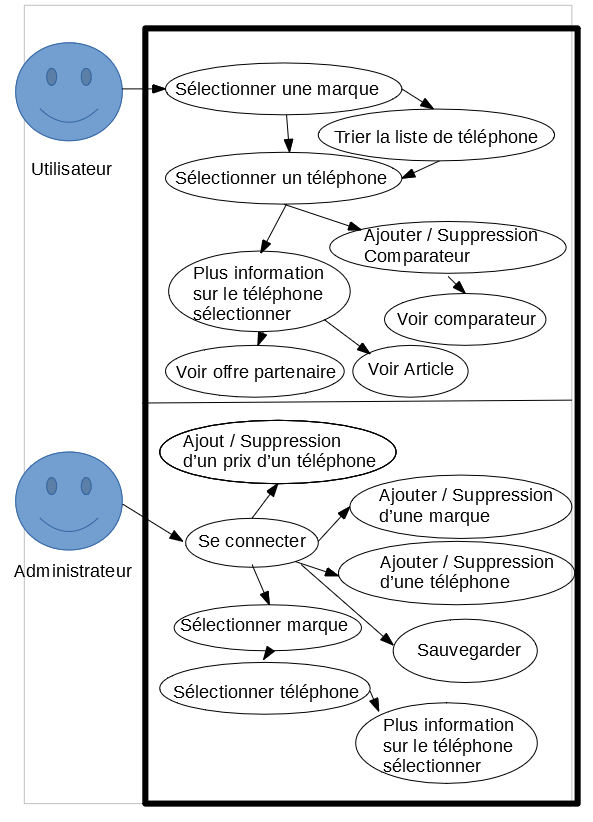 Sélectionner une marque
Trier la liste de téléphone
Utilisateur
Sélectionner un téléphone
Ajouter / Suppression
Comparateur
Plus information
sur le téléphone
sélectionner
Voir comparateur
Voir offre partenaire
Voir Article
Ajout / Suppression
d'un prix d'un téléphone
Ajouter / Suppression
d'une marque
Se connecter
Administrateur
Ajouter / Suppression
d'une téléphone
Sélectionner marque
Sauvegarder
Sélectionner téléphone
Plus information
sur le téléphone
sélectionner